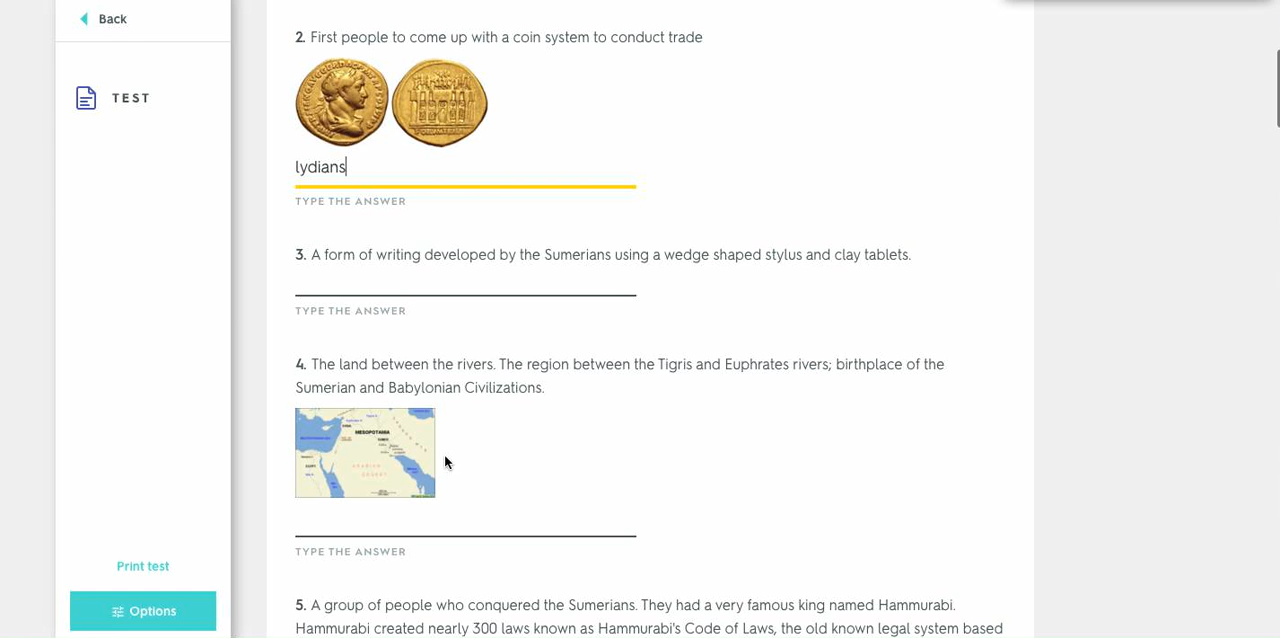 Back
TEST
2. First people to come up with a coin system to conduct trade
lydians
TYPE THE ANSWER
3. A form of writing developed by the Sumerians using a wedge shaped stylus and clay tablets.
TYPE THE ANSWER
4. The land between the rivers. The region between the Tigris and Euphrates rivers; birthplace of the
Sumerian and Babylonian Civilizations.
MESOPOTAMIA
TYPE THE ANSWER
5. A group of people who conquered the Sumerians. They had a very famous king named Hammurabi.
Hammurabi created nearly 300 laws known as Hammurabi's Code of Laws, the old known legal system based
Print test
Options